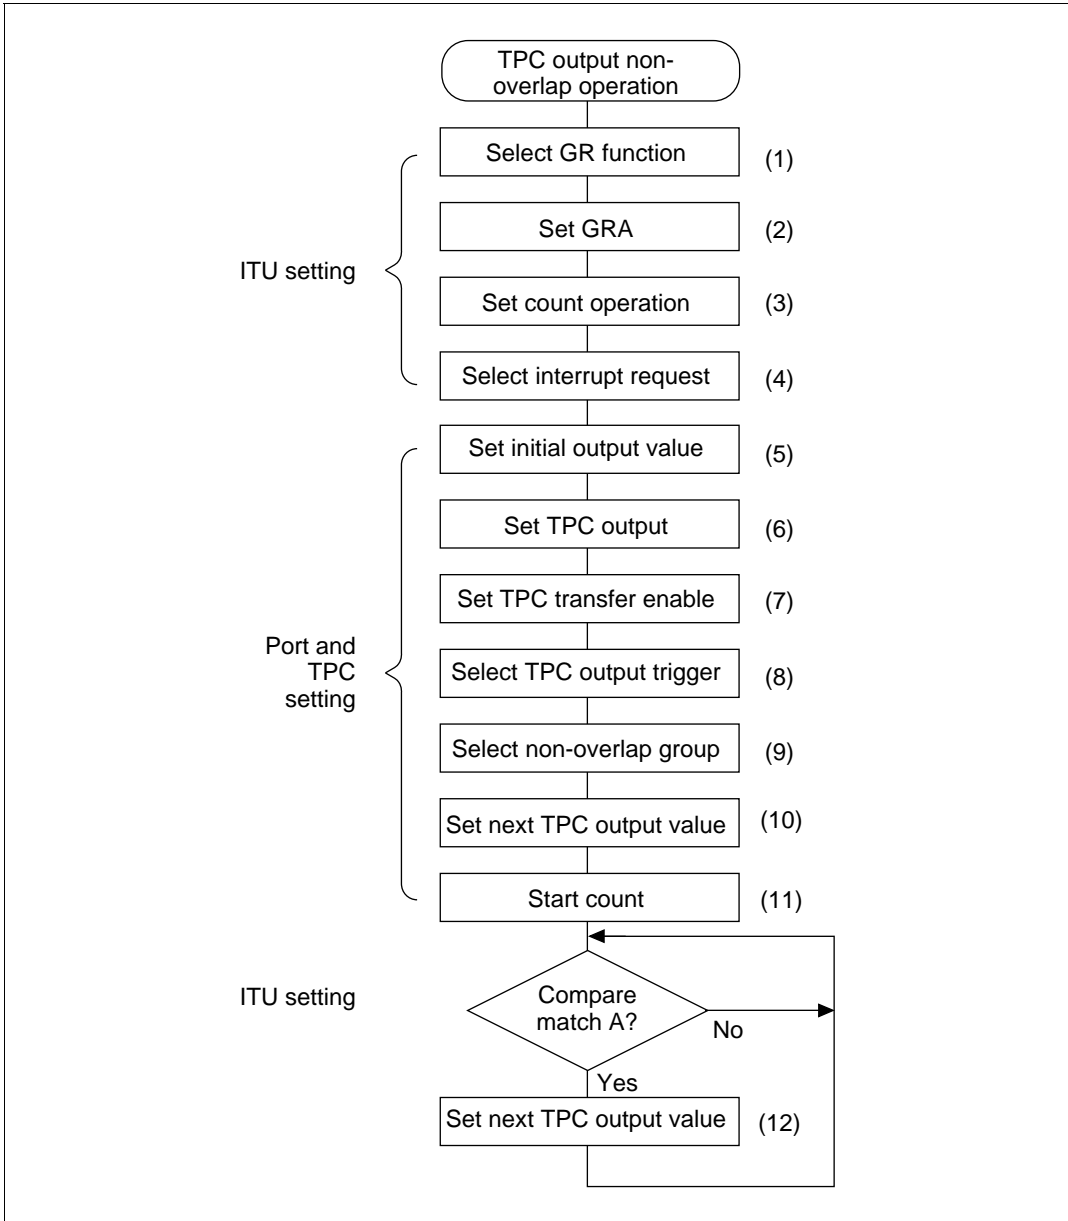 TPC output non-
overlap operation
Select GR function (1)
Set GRA (2)
ITU setting
Set count operation (3)
Select interrupt request (4)
Set initial output value (5)
Set TPC output (6)
Set TPC transfer enable (7)
Port and
TPC
setting
Select TPC output trigger (8)
Select non-overlap group (9)
Set next TPC output value (10)
Start count (11)
ITU setting
Compare
match A?
No
Yes
Set next TPC output value (12)